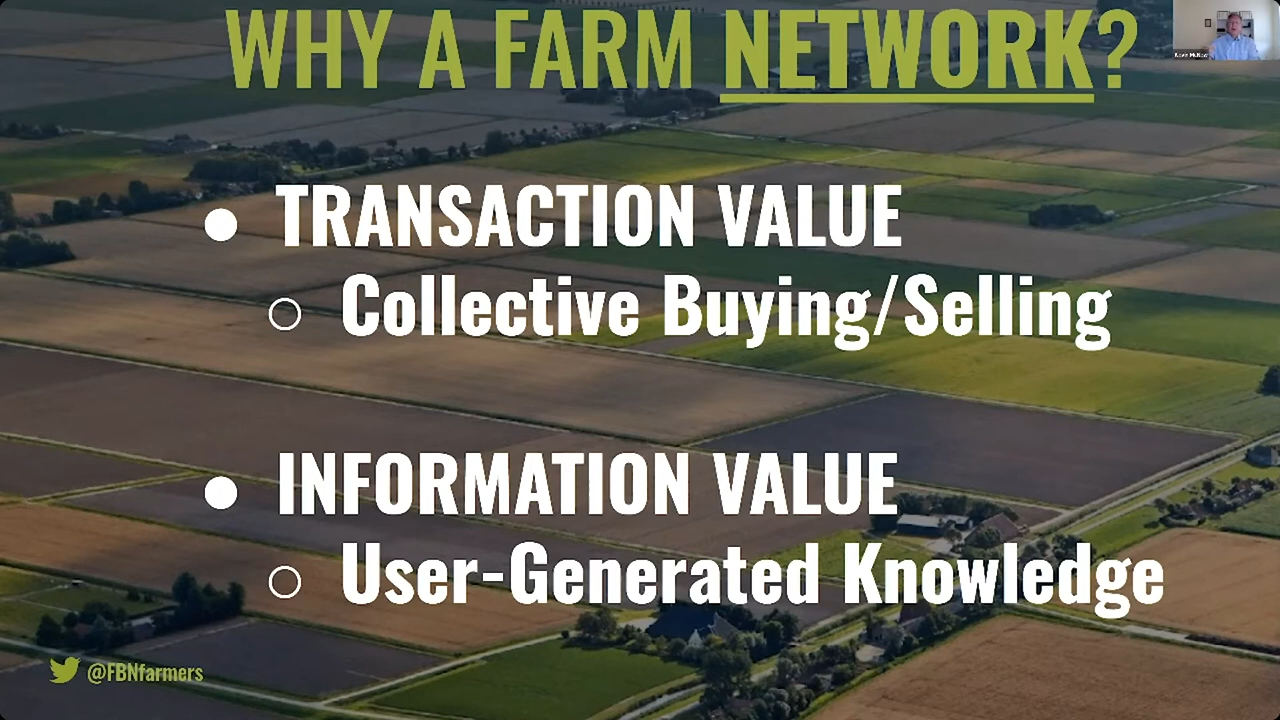 WHY A FARM NETWORK?
● TRANSACTION VALUE
○ Collective Buying/Selling
● INFORMATION VALUE
○ User-Generated Knowledge
@FBNfarmers